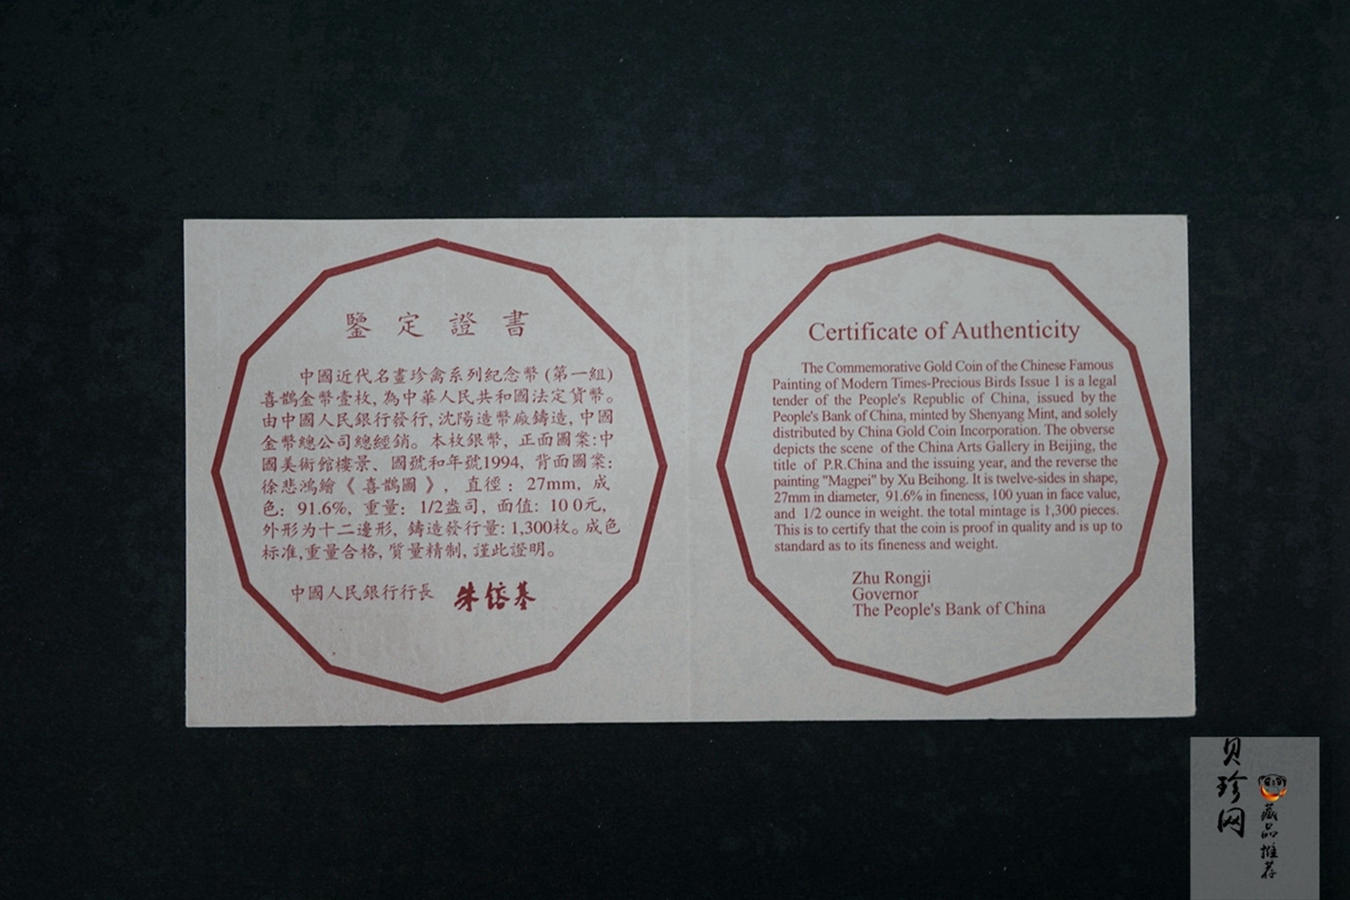 鑒定證書
中國近代名畫珍禽系列紀念幣(第一組)
喜鵲金幣壹枚,為中華人民共和國法定貨幣。
由中國人民銀行發行,沈陽造幣廠鑄造,中國
金幣總公司總經銷。本枚銀幣,正面圖案:中
國美術館樓景、國號和年號1994,背面圖案:
徐悲鴻繪《喜鵲圖》,直徑:27mm,成
色:91.6%,重量:1/2盎司,面值:10 0元,
外形为十二邊形,鑄造發行量:1,300枚。成色
标准,重量合格,質量精制,謹此證明。
中國人民銀行行長 朱鎔基
Certificate of Authenticity
The Commemorative Gold Coin of the Chinese Famous
Painting of Modern Times-Precious Birds Issue 1 is a legal
tender of the People's Republic of China, issued by the
People's Bank of China, minted by Shenyang Mint, and solely
distributed by China Gold Coin Incorporation. The obverse
depicts the scene of the China Arts Gallery in Beijing, the
title of P.R.China and the issuing year, and the reverse the
painting "Magpei" by Xu Beihong. It is twelve-sides in shape,
27mm in diameter, 91.6% in fineness, 100 yuan in face value,
and 1/2 ounce in weight. the total mintage is 1,300 pieces.
This is to certify that the coin is proof in quality and is up to
standard as to its fineness and weight.
Zhu Rongji
Governor
The People's Bank of China
贝珍网
藏品推荐